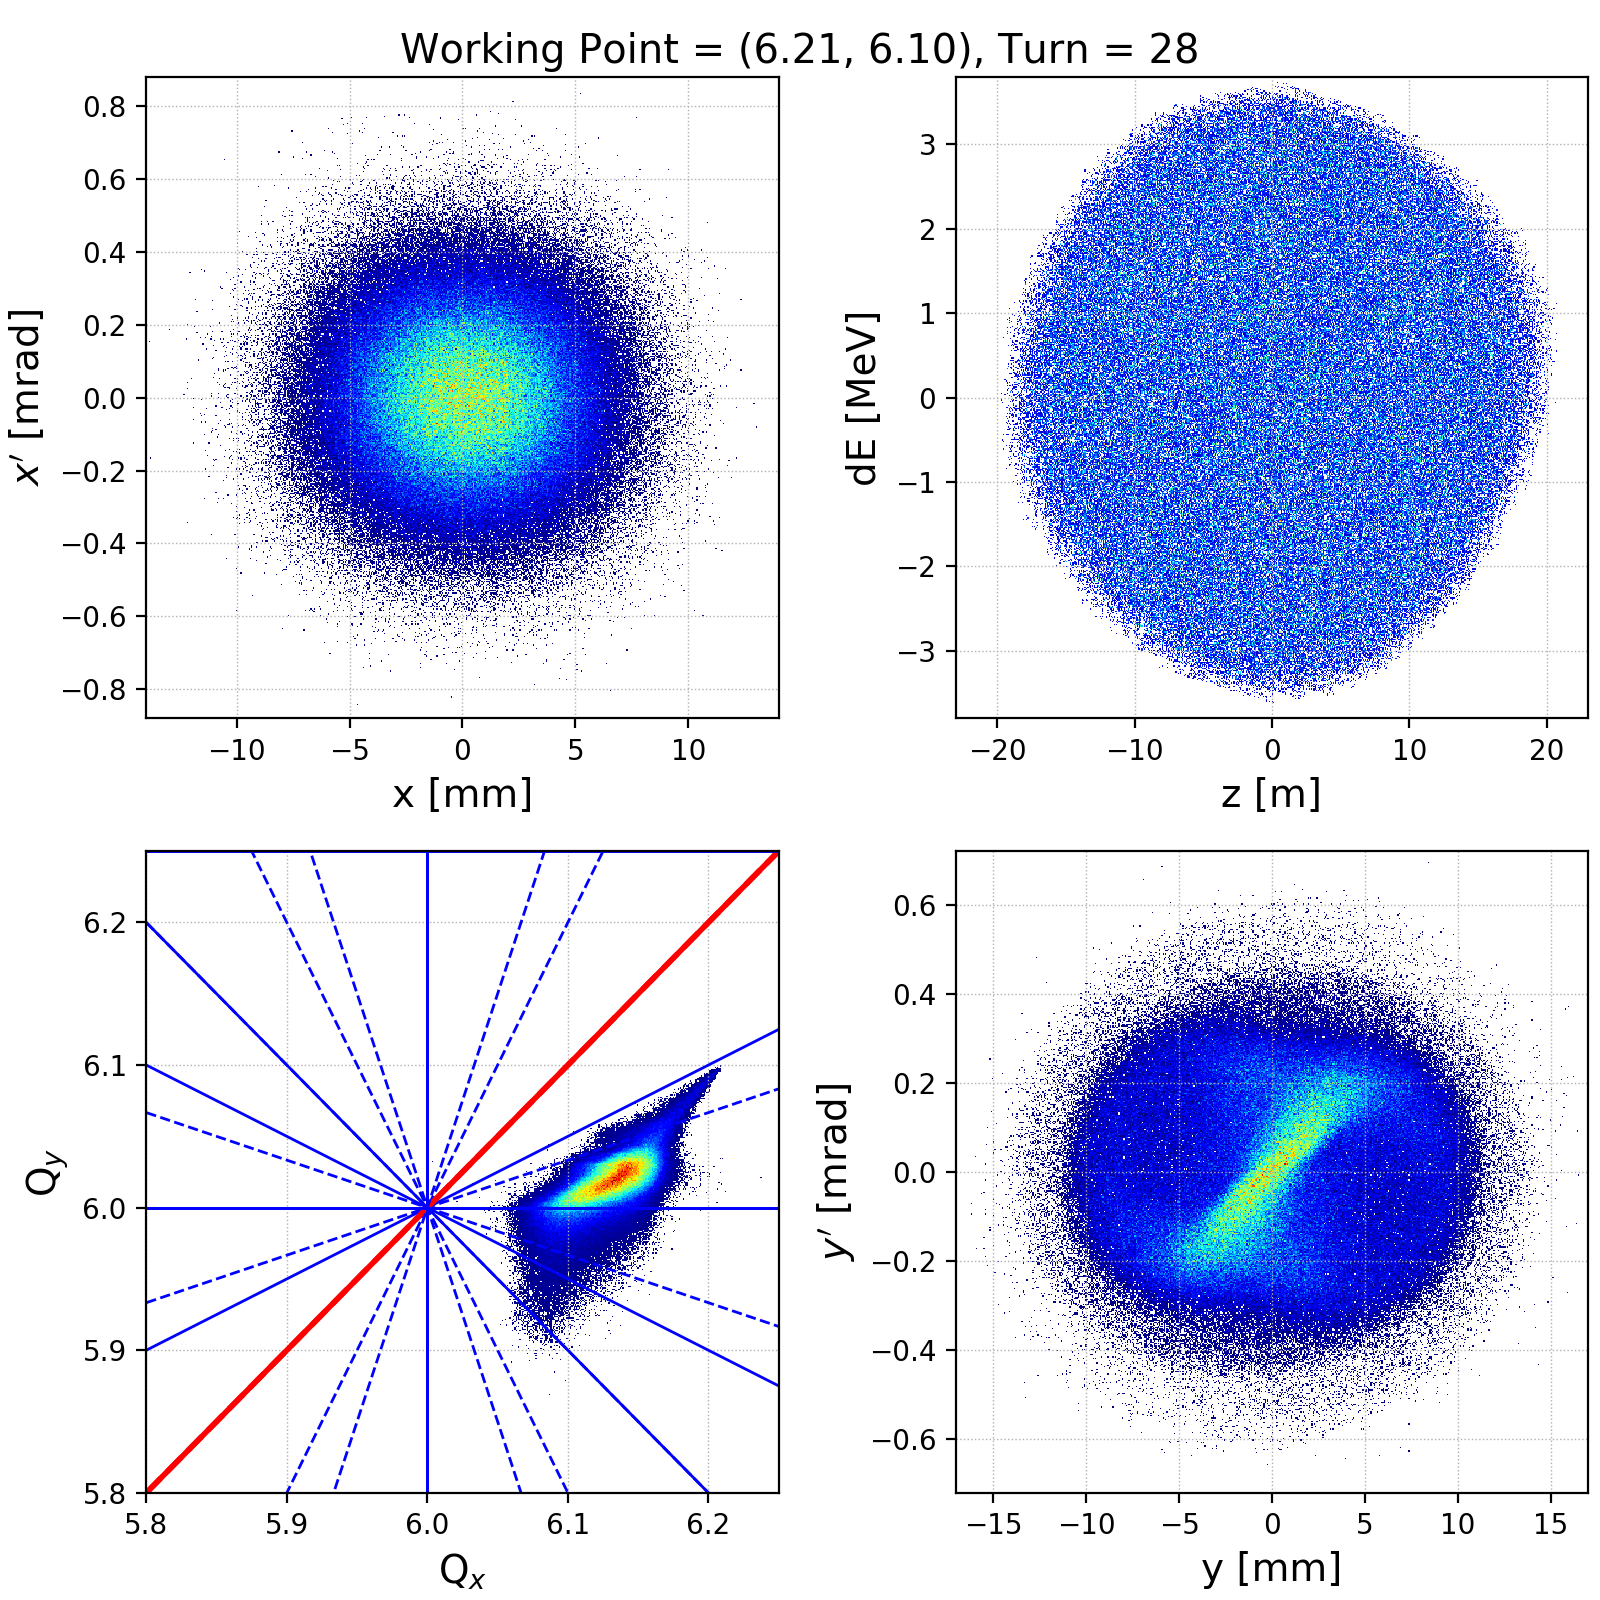 Working Point = (6.21, 6.10), Turn = 28
0.8
0.6
0.4
0.2
0.0
−0.2
−0.4
−0.6
−0.8
x′ [mrad]
−10 −5 0 5 10
x [mm]
3
2
1
0
−1
−2
−3
dE [MeV]
−20 −10 0 10 20
z [m]
6.2
6.1
6.0
5.9
5.8
Qy
5.8 5.9 6.0 6.1 6.2
Qx
0.6
0.4
0.2
0.0
−0.2
−0.4
−0.6
y′ [mrad]
−15 −10 −5 0 5 10 15
y [mm]